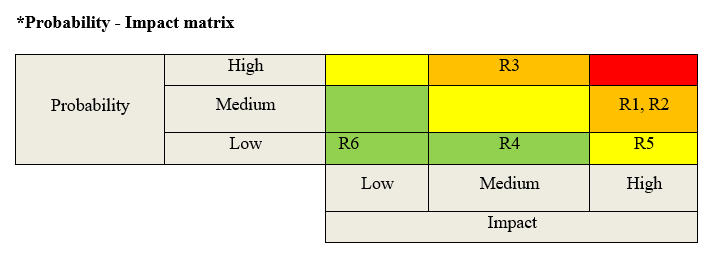 *Probability - Impact matrix
High R3
Probability Medium R1, R2
Low R6 R4 R5
Low Medium High
Impact